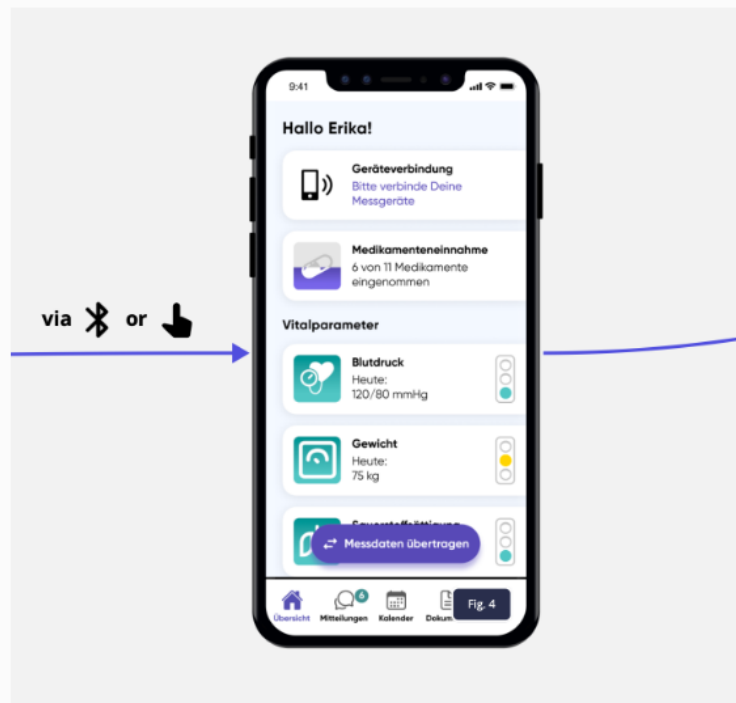 9:41
Hallo Erika!
Geräteverbindung
Bitte verbinde Deine
Messgeräte
Medikamenteneinnahme
6 von 11 Medikamente
eingenommen
via or
Vitalparameter
Blutdruck
Heute:
120/80 mmHg
Gewicht
Heute:
75 kg
Messdaten übertragen
6
Übersicht Mitteilungen Kalender
Fig. 4